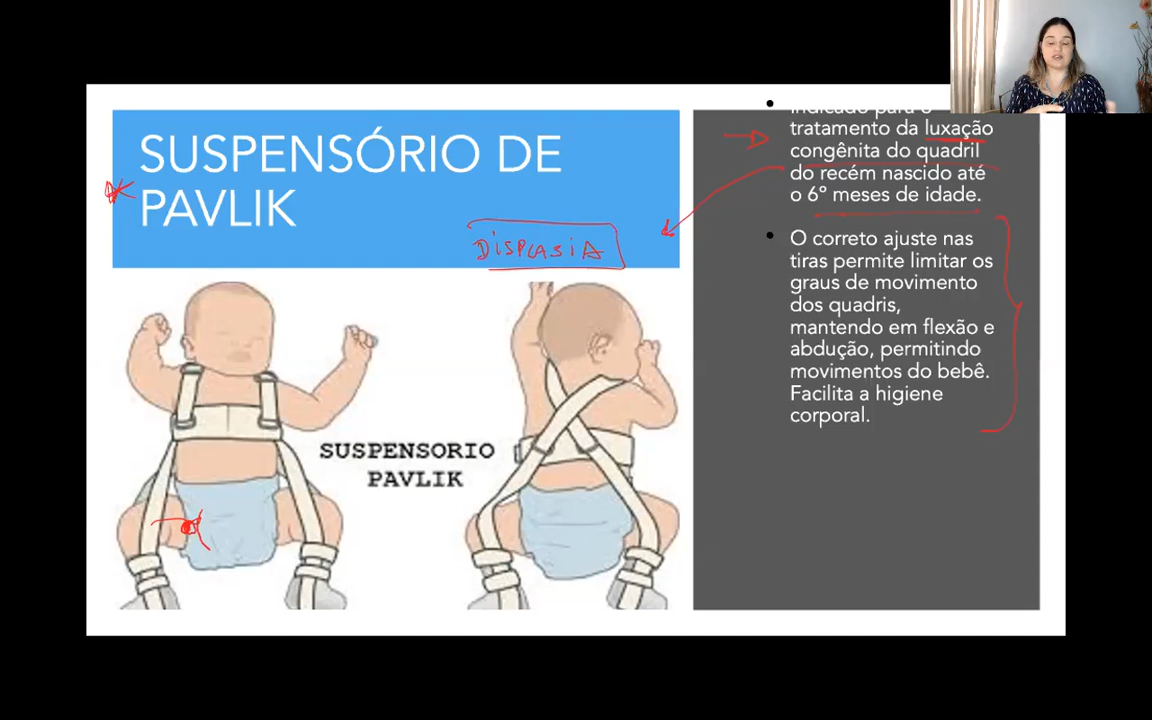 SUSPENSÓRIO DE
PAVLIK
DISPLASIA
SUSPENSORIO
PAVLIK
• Indicado para o
tratamento da luxação
congênita do quadril
do recém nascido até
o 6º meses de idade.
• O correto ajuste nas
tiras permite limitar os
graus de movimento
dos quadris,
mantendo em flexão e
abdução, permitindo
movimentos do bebê.
Facilita a higiene
corporal.